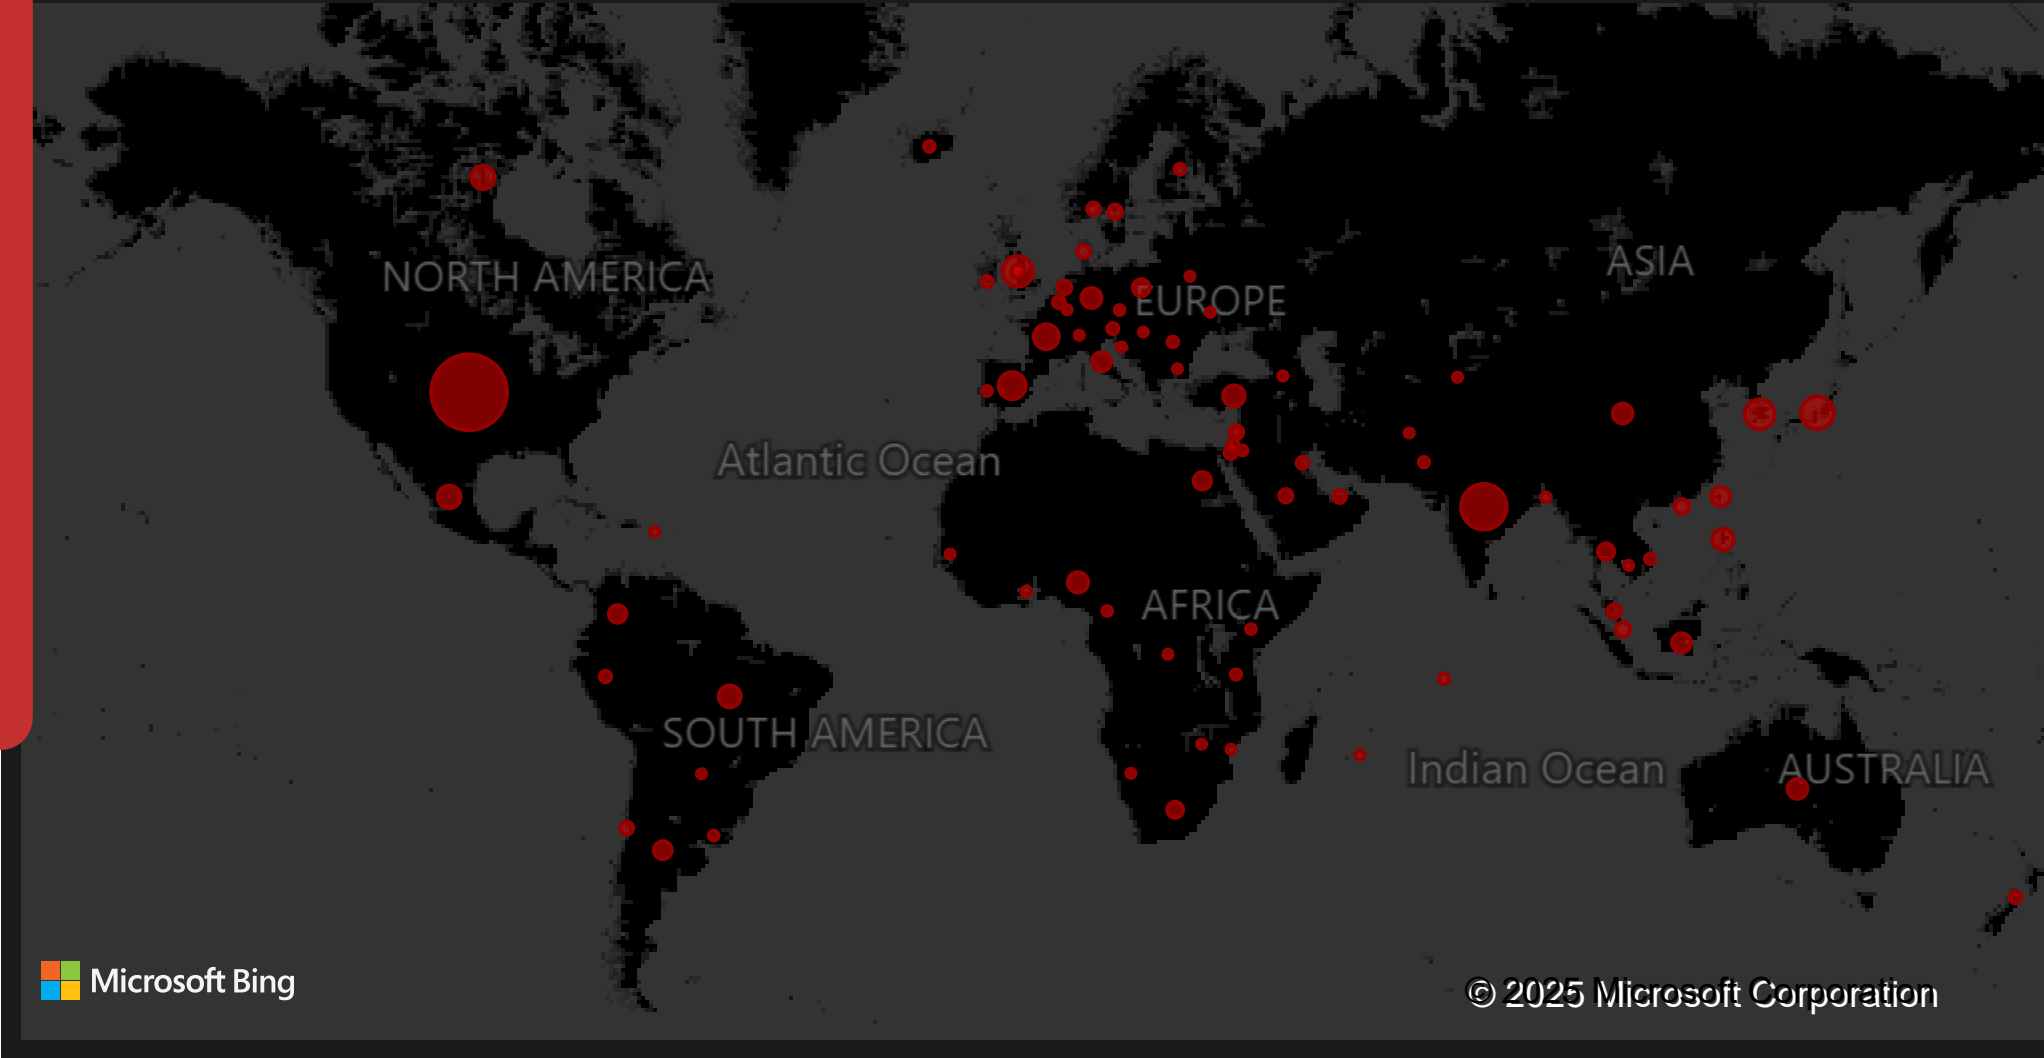 NORTH AMERICA
ASIA
EUROPE
Atlantic Ocean
AFRICA
SOUTH AMERICA
Indian Ocean
AUSTRALIA
Microsoft Bing
© 2025 Microsoft Corporation